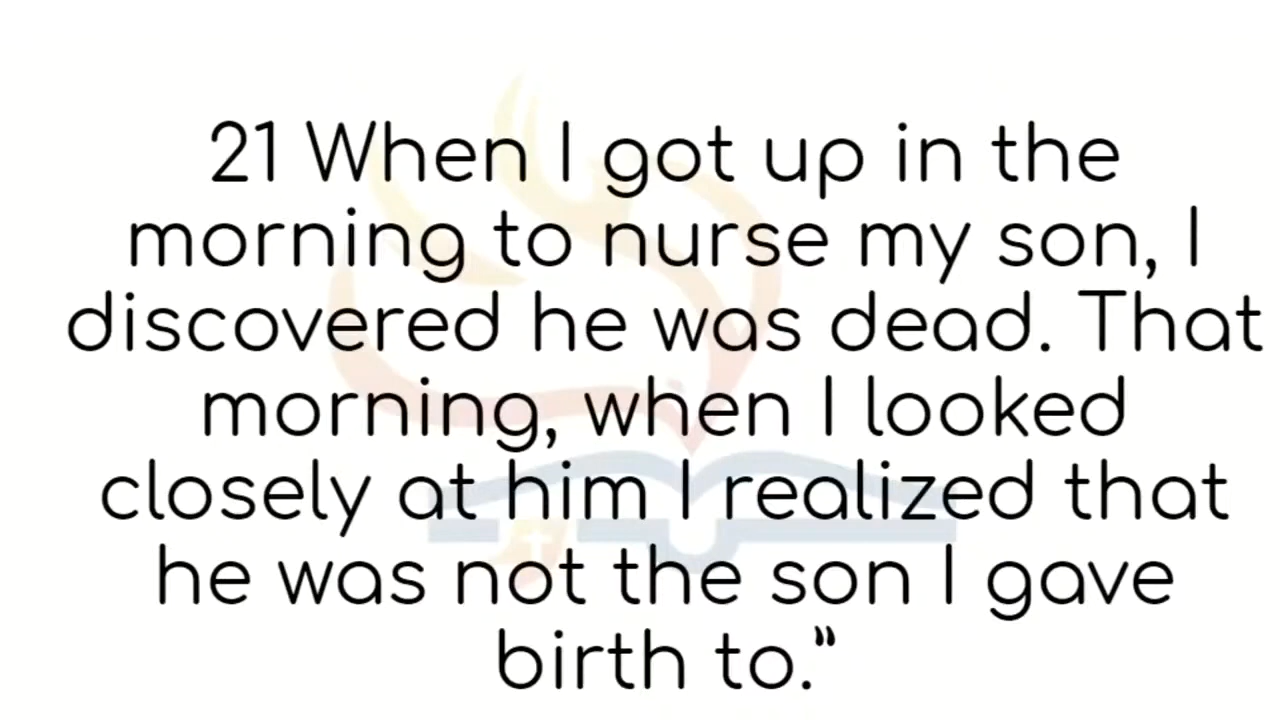 21 When I got up in the
morning to nurse my son, I
discovered he was dead. That
morning, when I looked
closely at him I realized that
he was not the son I gave
birth to.”